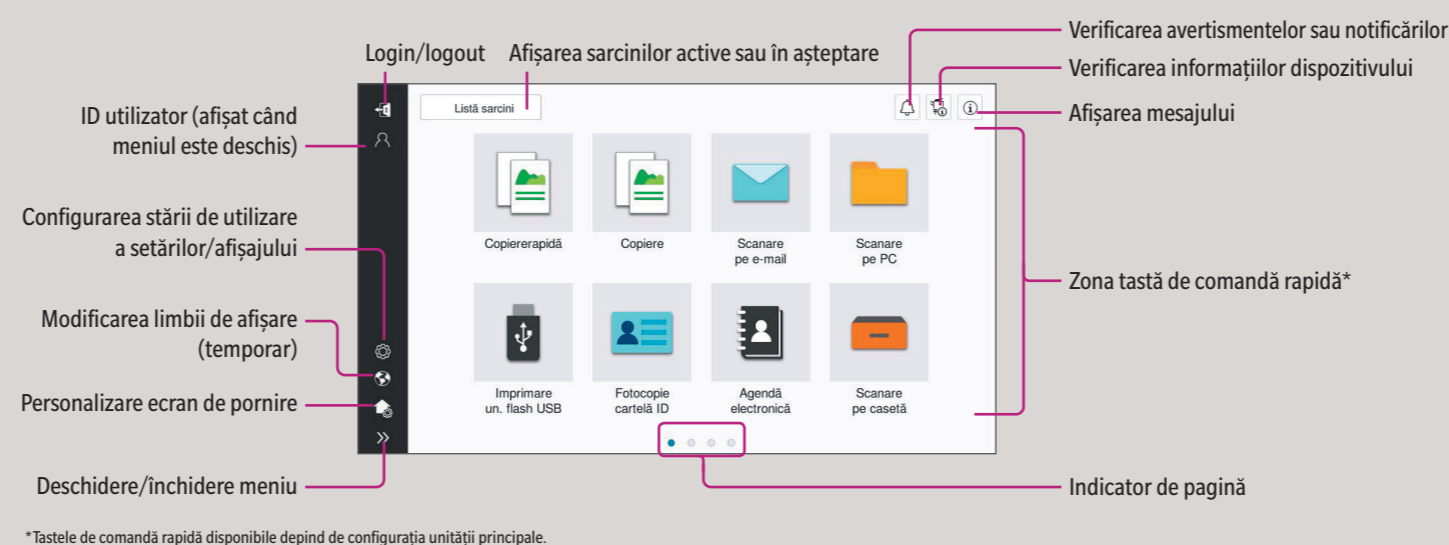 Login/logout
Afișarea sarcinilor active sau în așteptare
Verificarea avertismentelor sau notificărilor
Verificarea informațiilor dispozitivului
Afișarea mesajului
ID utilizator (afișat când
meniul este deschis)
Listă sarcini
Configurarea stării de utilizare
a setărilor/afișajului
Copiererapidă
Copiere
Scanare
pe e-mail
Scanare
pe PC
Zona tastă de comandă rapidă*
Modificarea limbii de afișare
(temporar)
Personalizare ecran de pornire
Imprimare
un. flash USB
Fotocopie
cartelă ID
Agendă
electronică
Scanare
pe casetă
Deschidere/închidere meniu
Indicator de pagină
*Tastele de comandă rapidă disponibile depind de configurația unității principale.